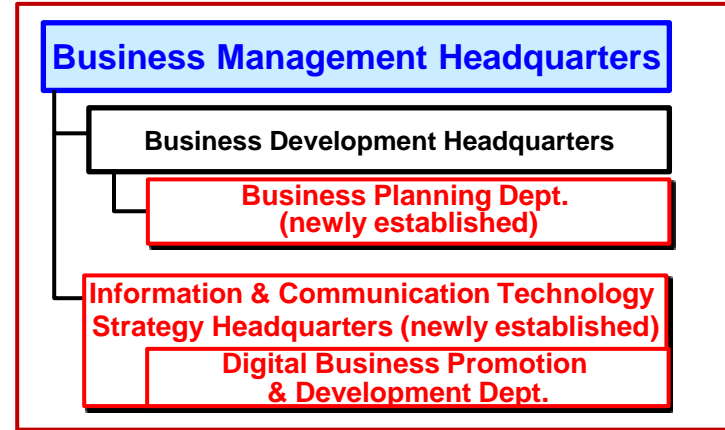 Business Management Headquarters
Business Development Headquarters
Business Planning Dept.
(newly established)
Information & Communication Technology
Strategy Headquarters (newly established)
Digital Business Promotion
& Development Dept.